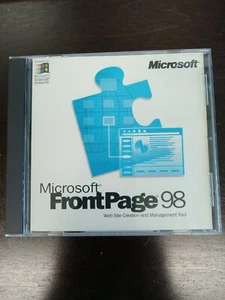 Microsoft
Microsoft
FrontPage 98
Web Site Creation and Management Tool